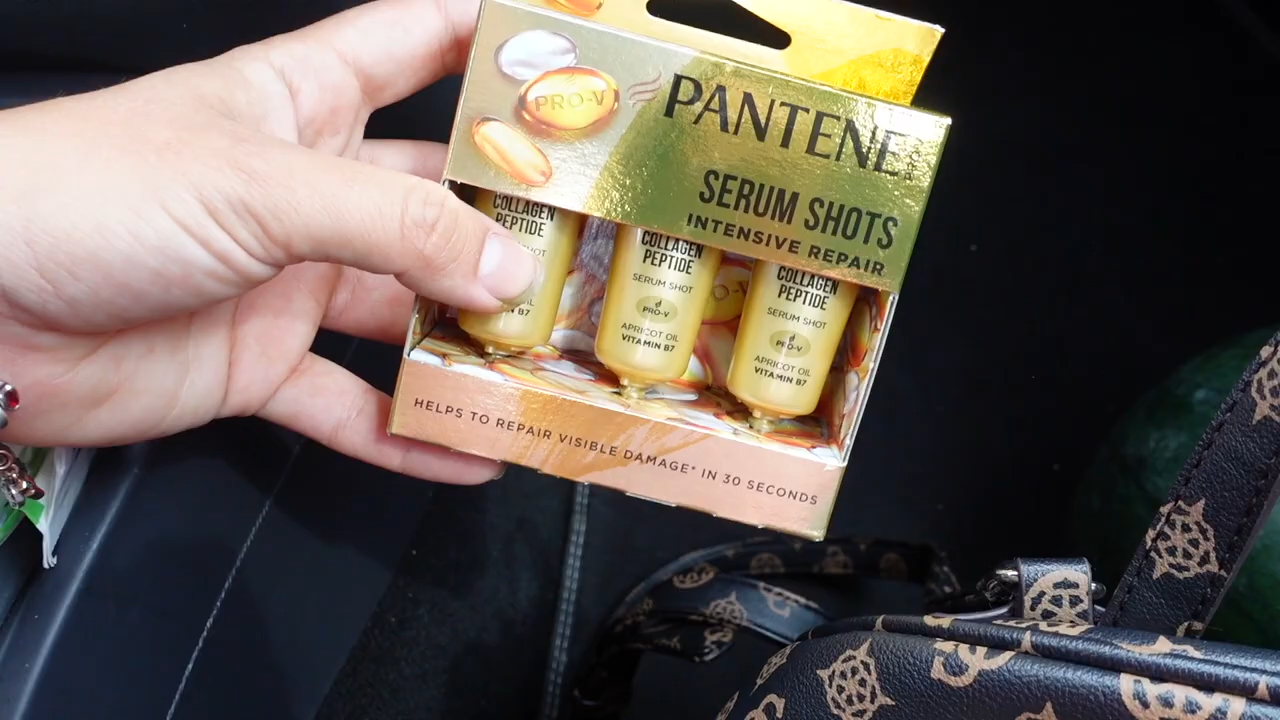 PRO-V
PANTENE
SERUM SHOTS
INTENSIVE REPAIR
COLLAGEN
PEPTIDE
B7
COLLAGEN
PEPTIDE
SERUM SHOT
PRO-V
APRICOT OIL
VITAMIN B7
COLLAGEN
PEPTIDE
SERUM SHOT
PRO-V
APRICOT OIL
VITAMIN B7
HELPS TO REPAIR VISIBLE DAMAGE* IN 30 SECONDS